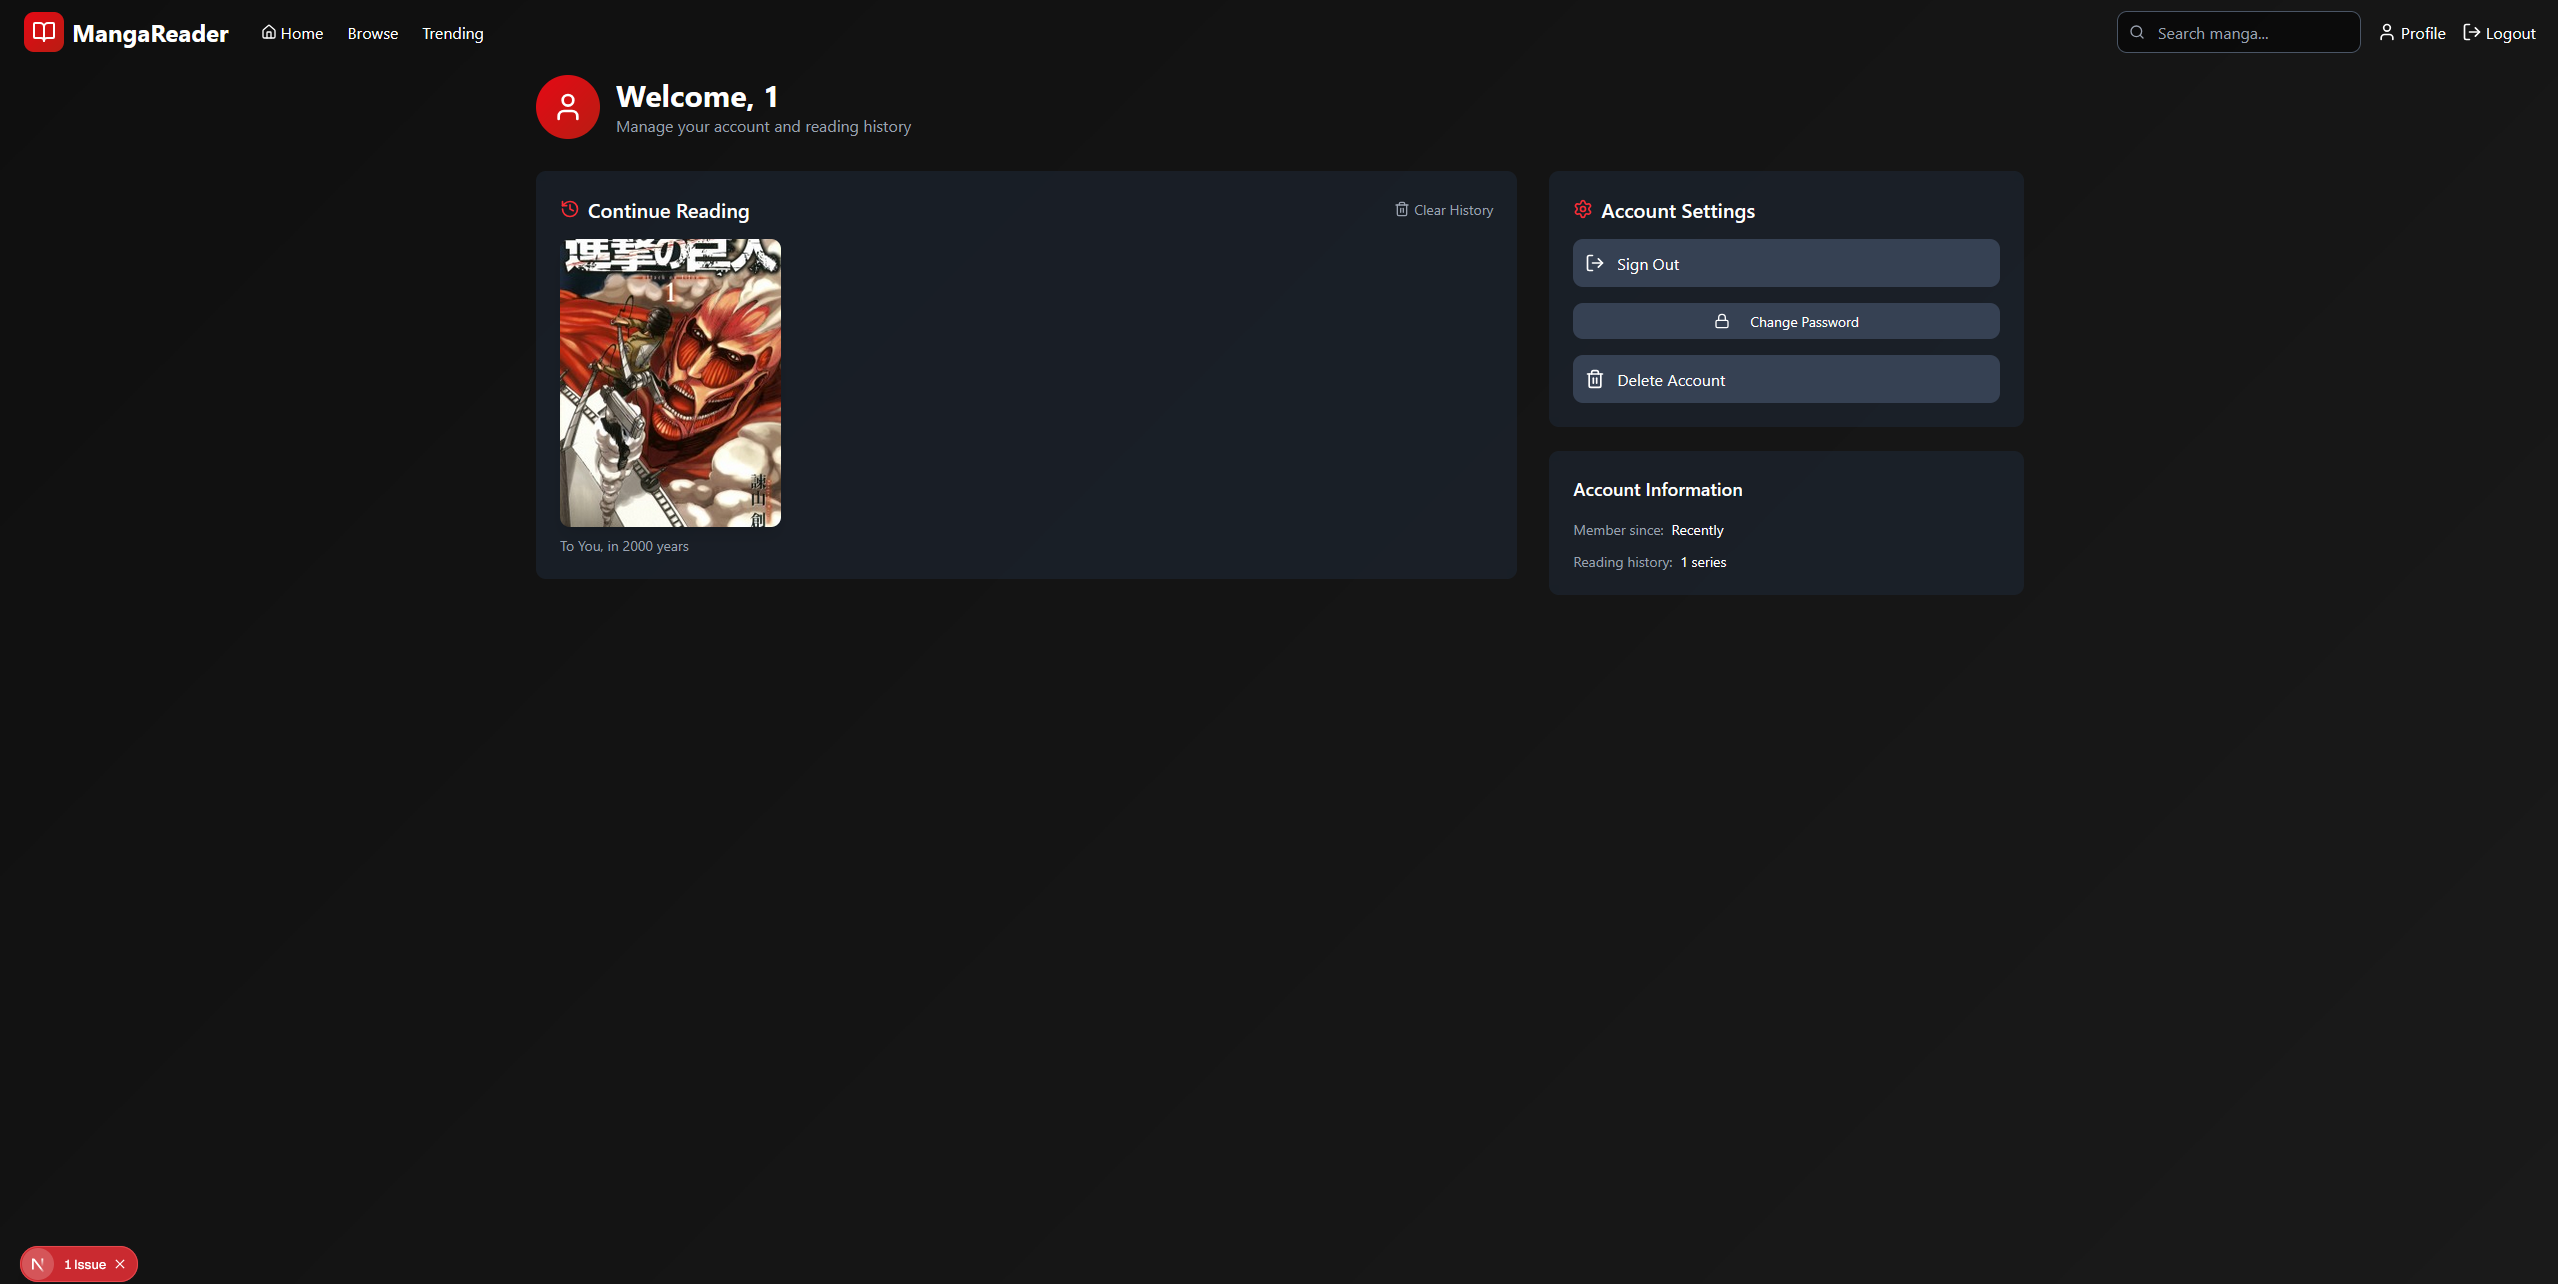 MangaReader
Home
Browse
Trending
Search manga...
Profile
Logout
Welcome, 1
Manage your account and reading history
Continue Reading
Clear History
進撃の巨人
1
諫山
創
To You, in 2000 years
Account Settings
Sign Out
Change Password
Delete Account
Account Information
Member since: Recently
Reading history: 1 series
N
1 Issue